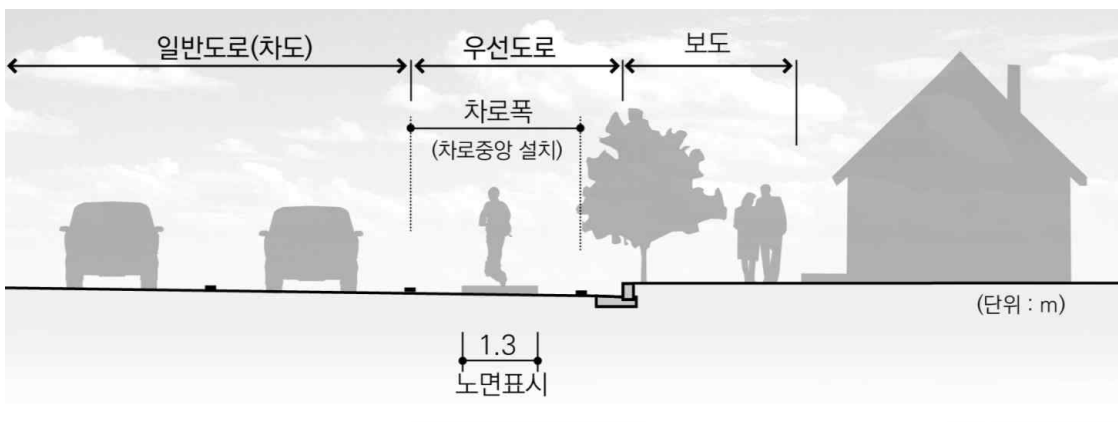 일반도로(차도)
우선도로
보도
차로폭
(차로중앙 설치)
(단위 : m)
1.3
노면표시